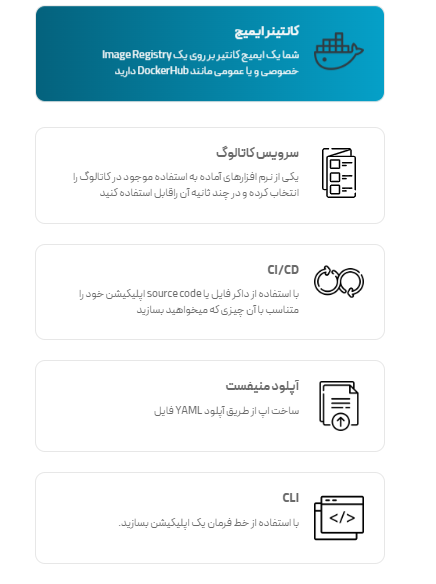 کانتینر ایمیج
شما یک ایمیج کانتیر بر روی یک Image Registry
خصوصی و یا عمومی مانند DockerHub دارید
سرویس کاتالوگ
یکی از نرم افزارهای آماده به استفاده موجود در کاتالوگ را
انتخاب کرده و در چند ثانیه آن راقابل استفاده کنید
CI/CD
با استفاده از داکر فایل یا source code اپلیکیشن خود را
متناسب با آن چیزی که میخواهید بسازید
آپلود منیفست
ساخت اپ از طریق آپلود YAML فایل
CLI
با استفاده از خط فرمان یک اپلیکیشن بسازید.